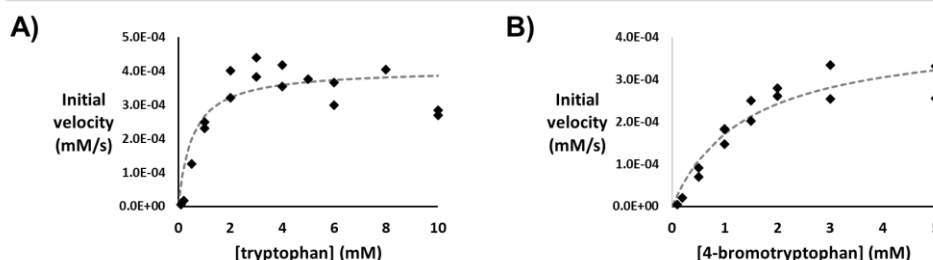 A)
5.0E-04
4.0E-04
3.0E-04
2.0E-04
1.0E-04
0.0E+00
Initial
velocity
(mM/s)
0 2 4 6 8 10
[tryptophan] (mM)
B)
4.0E-04
3.0E-04
2.0E-04
1.0E-04
0.0E+00
Initial
velocity
(mM/s)
0 1 2 3 4
[4-bromotryptophan] (mM)